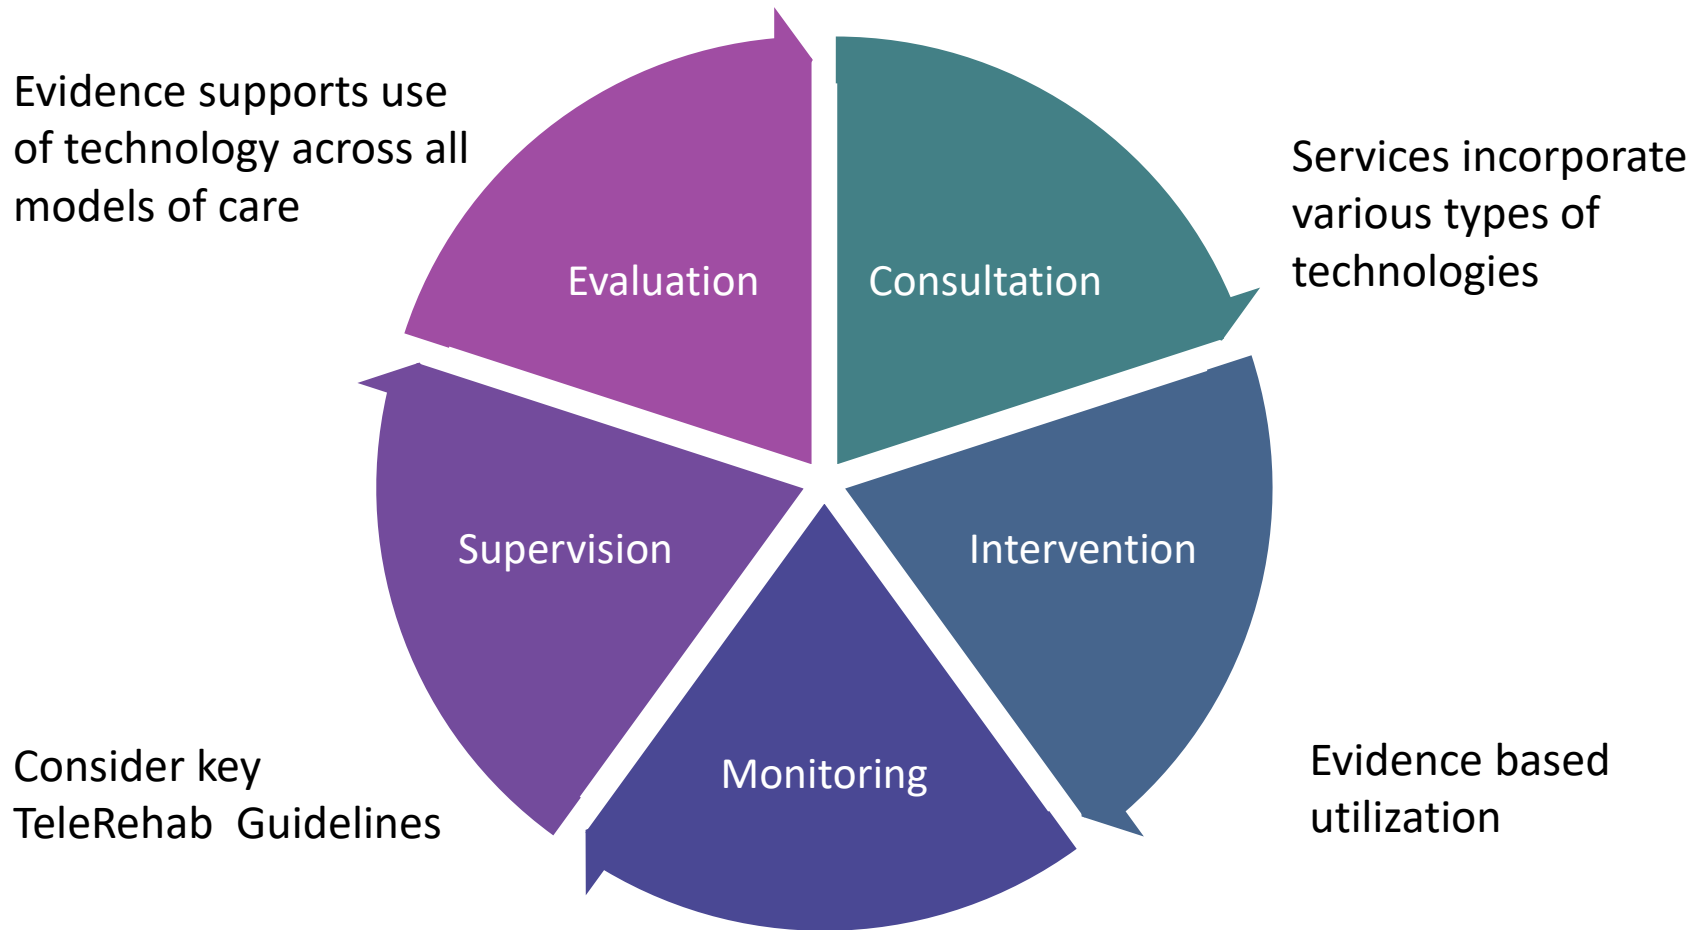 Evidence supports use
of technology across all
models of care
Services incorporate
various types of
technologies
Evaluation
Consultation
Supervision
Intervention
Monitoring
Consider key
TeleRehab  Guidelines
Evidence based
utilization